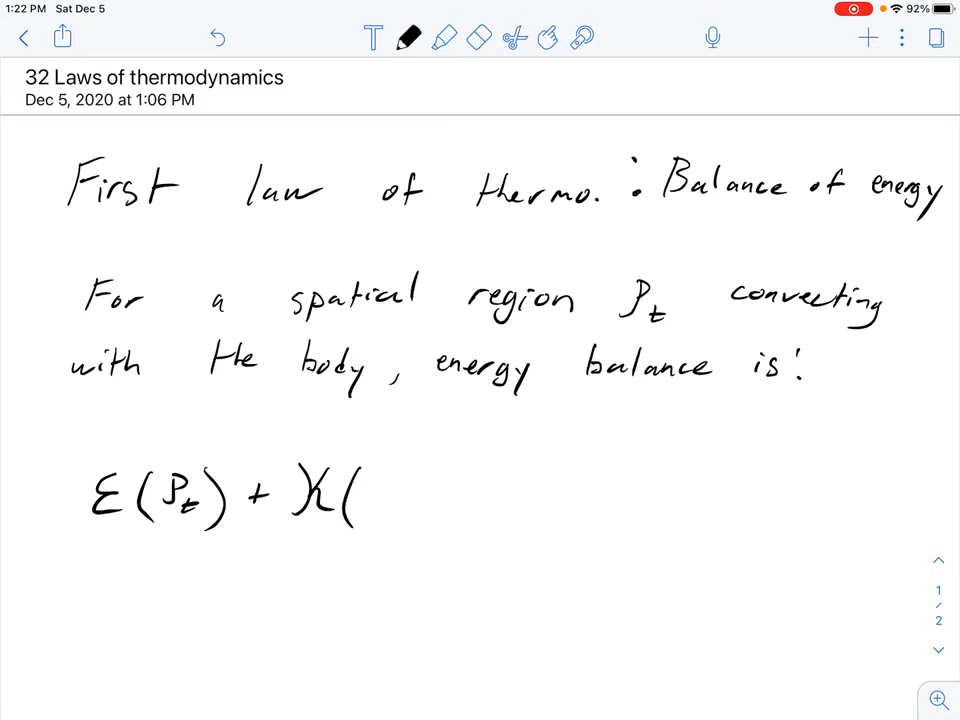 1:22 PM Sat Dec 5 92%
32 Laws of thermodynamics
Dec 5, 2020 at 1:06 PM
First law of thermo. : Balance of energy
For a spatial region 𝒫ₜ convecting
with the body, energy balance is:
ℰ(𝒫ₜ) + 𝒦(
1
/
2